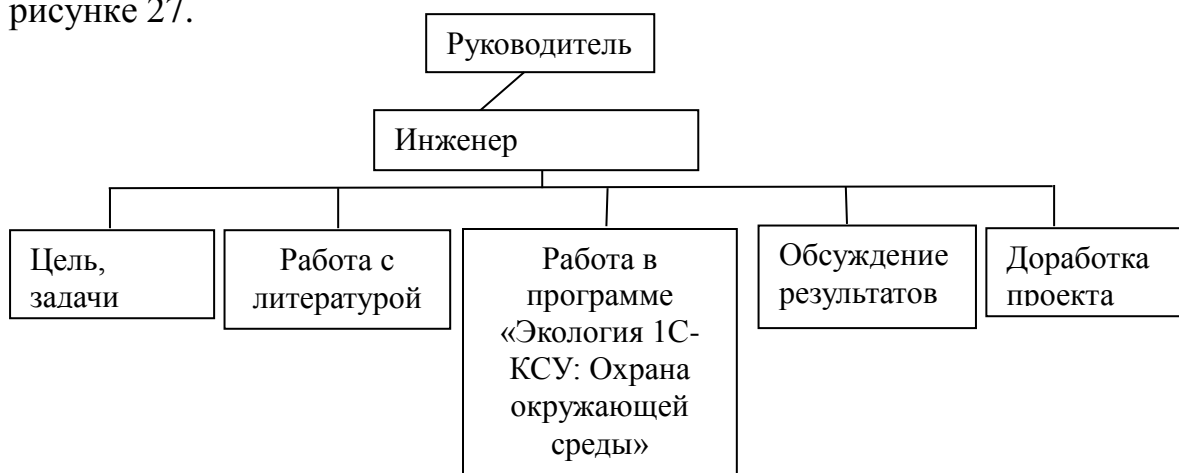 рисунке 27.
Руководитель
Инженер
Цель,
задачи
Работа с
литературой
Работа в
программе
«Экология 1С-
КСУ: Охрана
окружающей
среды»
Обсуждение
результатов
Доработка
проекта